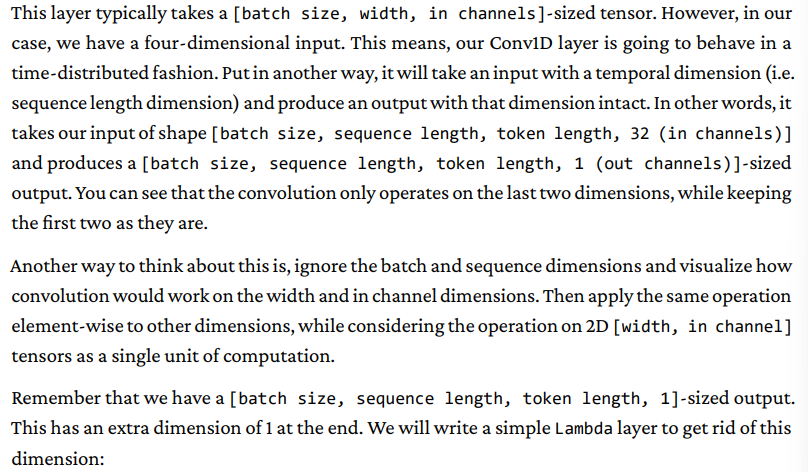 This layer typically takes a [batch size, width, in channels]-sized tensor. However, in our
case, we have a four-dimensional input. This means, our Conv1D layer is going to behave in a
time-distributed fashion. Put in another way, it will take an input with a temporal dimension (i.e.
sequence length dimension) and produce an output with that dimension intact. In other words, it
takes our input of shape [batch size, sequence length, token length, 32 (in channels)]
and produces a [batch size, sequence length, token length, 1 (out channels)]-sized
output. You can see that the convolution only operates on the last two dimensions, while keeping
the first two as they are.
Another way to think about this is, ignore the batch and sequence dimensions and visualize how
convolution would work on the width and in channel dimensions. Then apply the same operation
element-wise to other dimensions, while considering the operation on 2D [width, in channel]
tensors as a single unit of computation.
Remember that we have a [batch size, sequence length, token length, 1]-sized output.
This has an extra dimension of 1 at the end. We will write a simple Lambda layer to get rid of this
dimension: